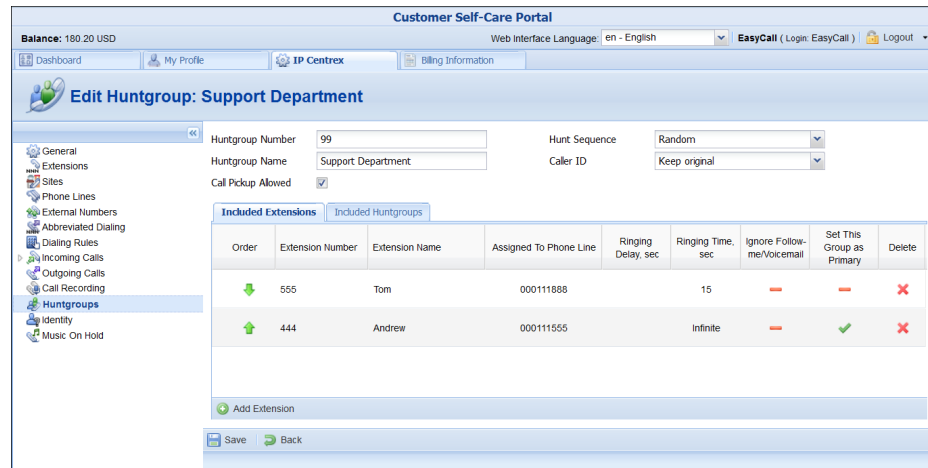 Customer Self-Care Portal
Balance: 180.20 USD
Web Interface Language: en - English
EasyCall ( Login: EasyCall )
Logout
Dashboard
My Profile
IP Centrex
Billing Information
Edit Huntgroup: Support Department
General
Extensions
Sites
Phone Lines
External Numbers
Abbreviated Dialing
Dialing Rules
Incoming Calls
Outgoing Calls
Call Recording
Huntgroups
Identity
Music On Hold
Huntgroup Number 99 Hunt Sequence Random
Huntgroup Name Support Department Caller ID Keep original
Call Pickup Allowed
Included Extensions Included Huntgroups
Order Extension Number Extension Name Assigned To Phone Line Ringing Delay, sec Ringing Time, sec Ignore Follow-me/Voicemail Set This Group as Primary Delete
555 Tom 000111888 15
444 Andrew 000111555 Infinite
Add Extension
Save Back